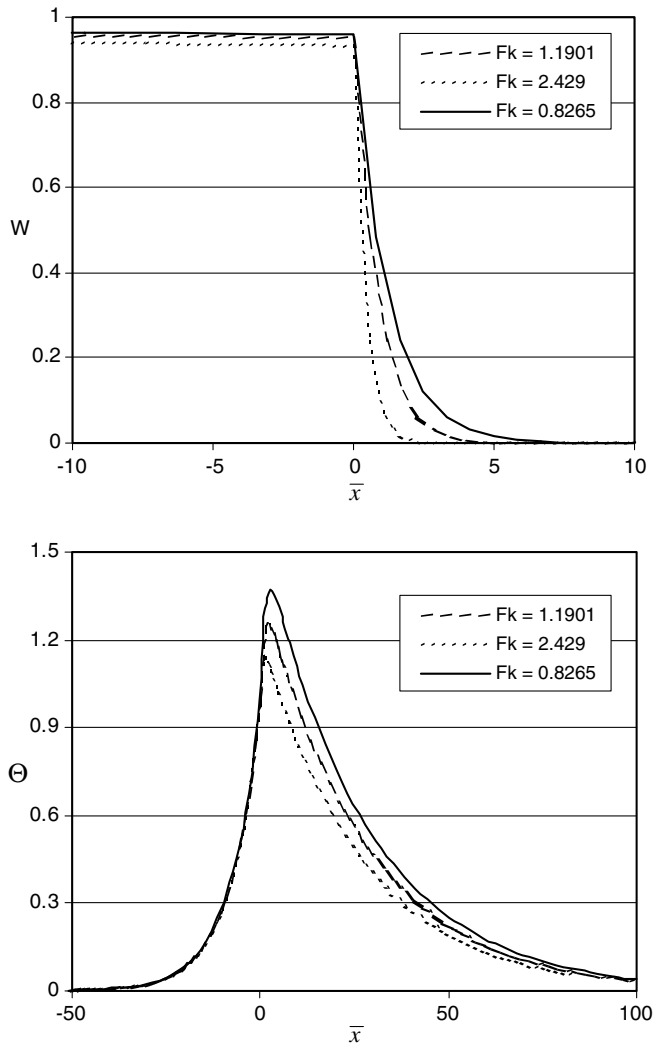 1
0.8
0.6
W
0.4
0.2
0
-10
-5
0
5
10
x̅
Fk = 1.1901
Fk = 2.429
Fk = 0.8265
1.5
1.2
0.9
Θ
0.6
0.3
0
-50
0
50
100
x̅
Fk = 1.1901
Fk = 2.429
Fk = 0.8265